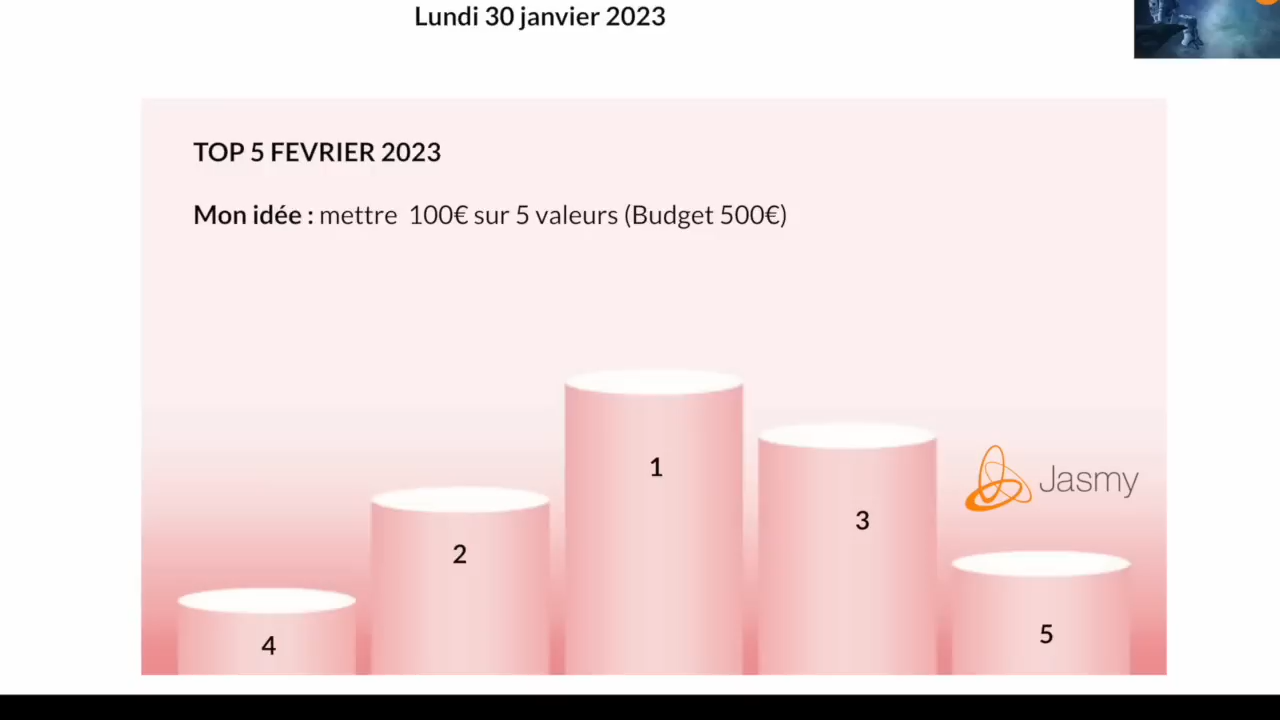 Lundi 30 janvier 2023
TOP 5 FEVRIER 2023
Mon idée : mettre 100€ sur 5 valeurs (Budget 500€)
1
2
3
4
5
Jasmy